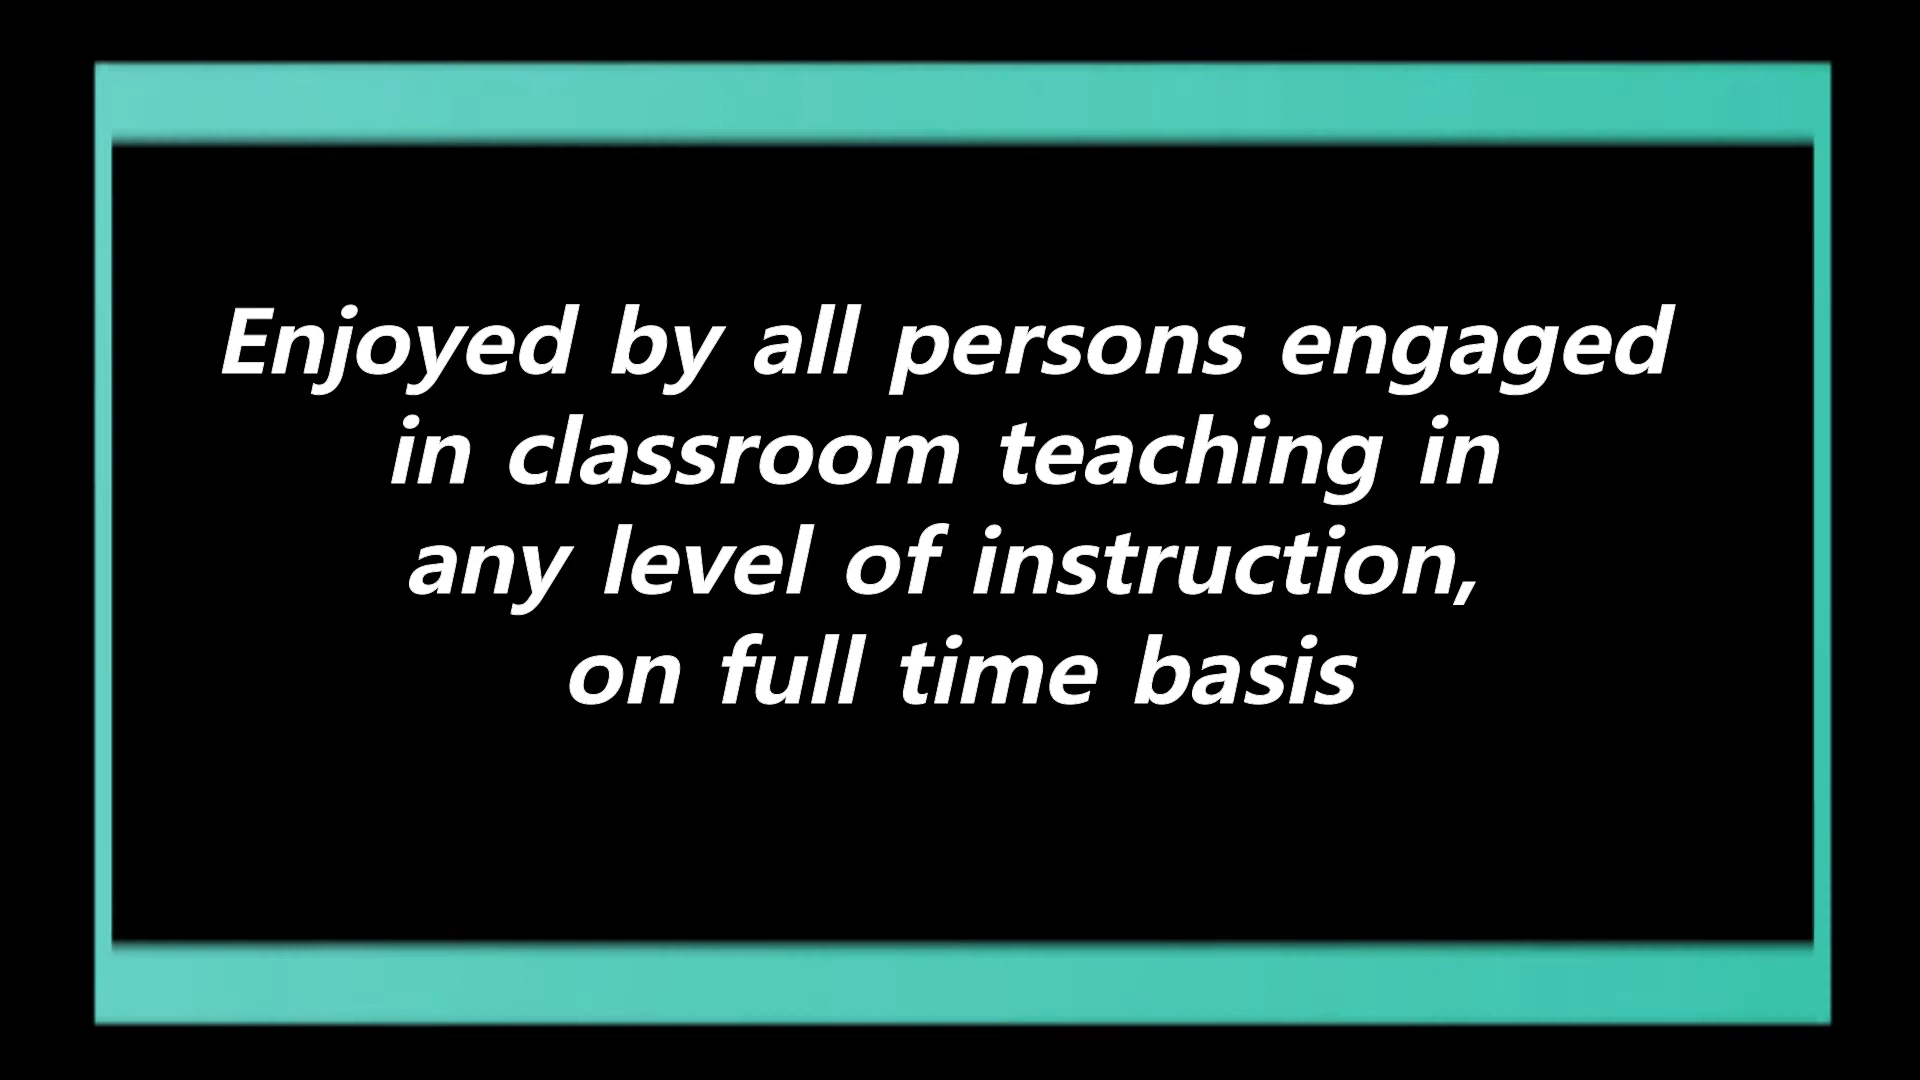 Enjoyed by all persons engaged
in classroom teaching in
any level of instruction,
on full time basis